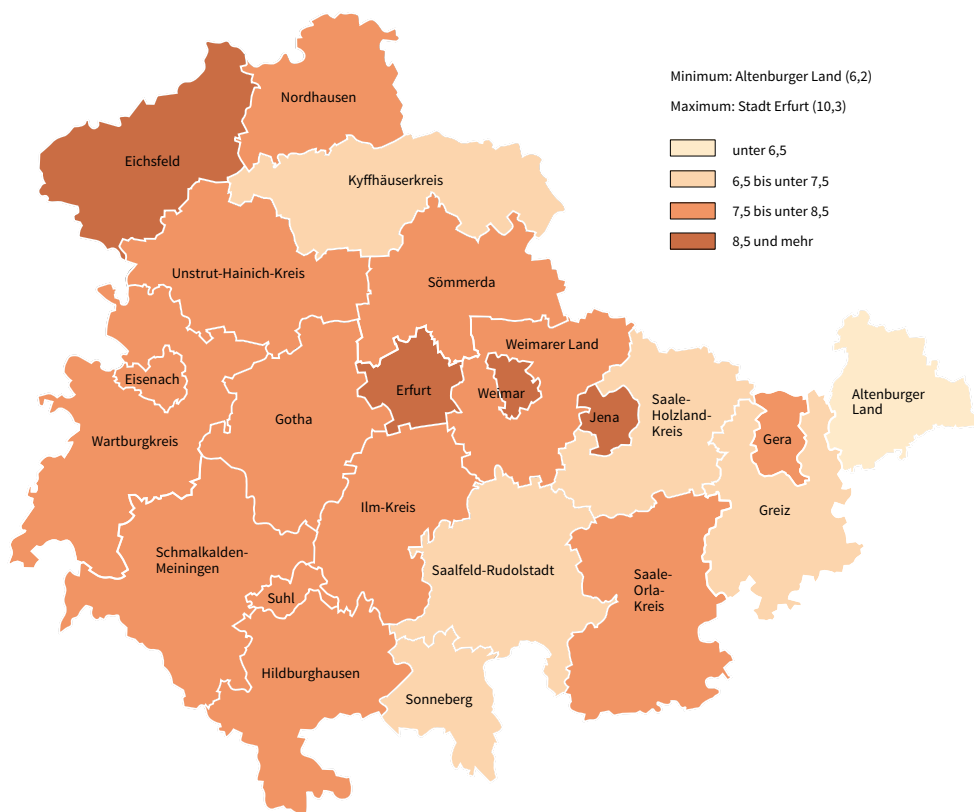 Minimum: Altenburger Land (6,2)
Maximum: Stadt Erfurt (10,3)
unter 6,5
6,5 bis unter 7,5
7,5 bis unter 8,5
8,5 und mehr
Nordhausen
Eichsfeld
Kyffhäuserkreis
Unstrut-Hainich-Kreis
Sömmerda
Weimarer Land
Eisenach
Erfurt
Weimar
Jena
Saale-
Holzland-
Kreis
Altenburger
Land
Gotha
Wartburgkreis
Gera
Ilm-Kreis
Greiz
Schmalkalden-
Meiningen
Saalfeld-Rudolstadt
Saale-
Orla-
Kreis
Suhl
Hildburghausen
Sonneberg